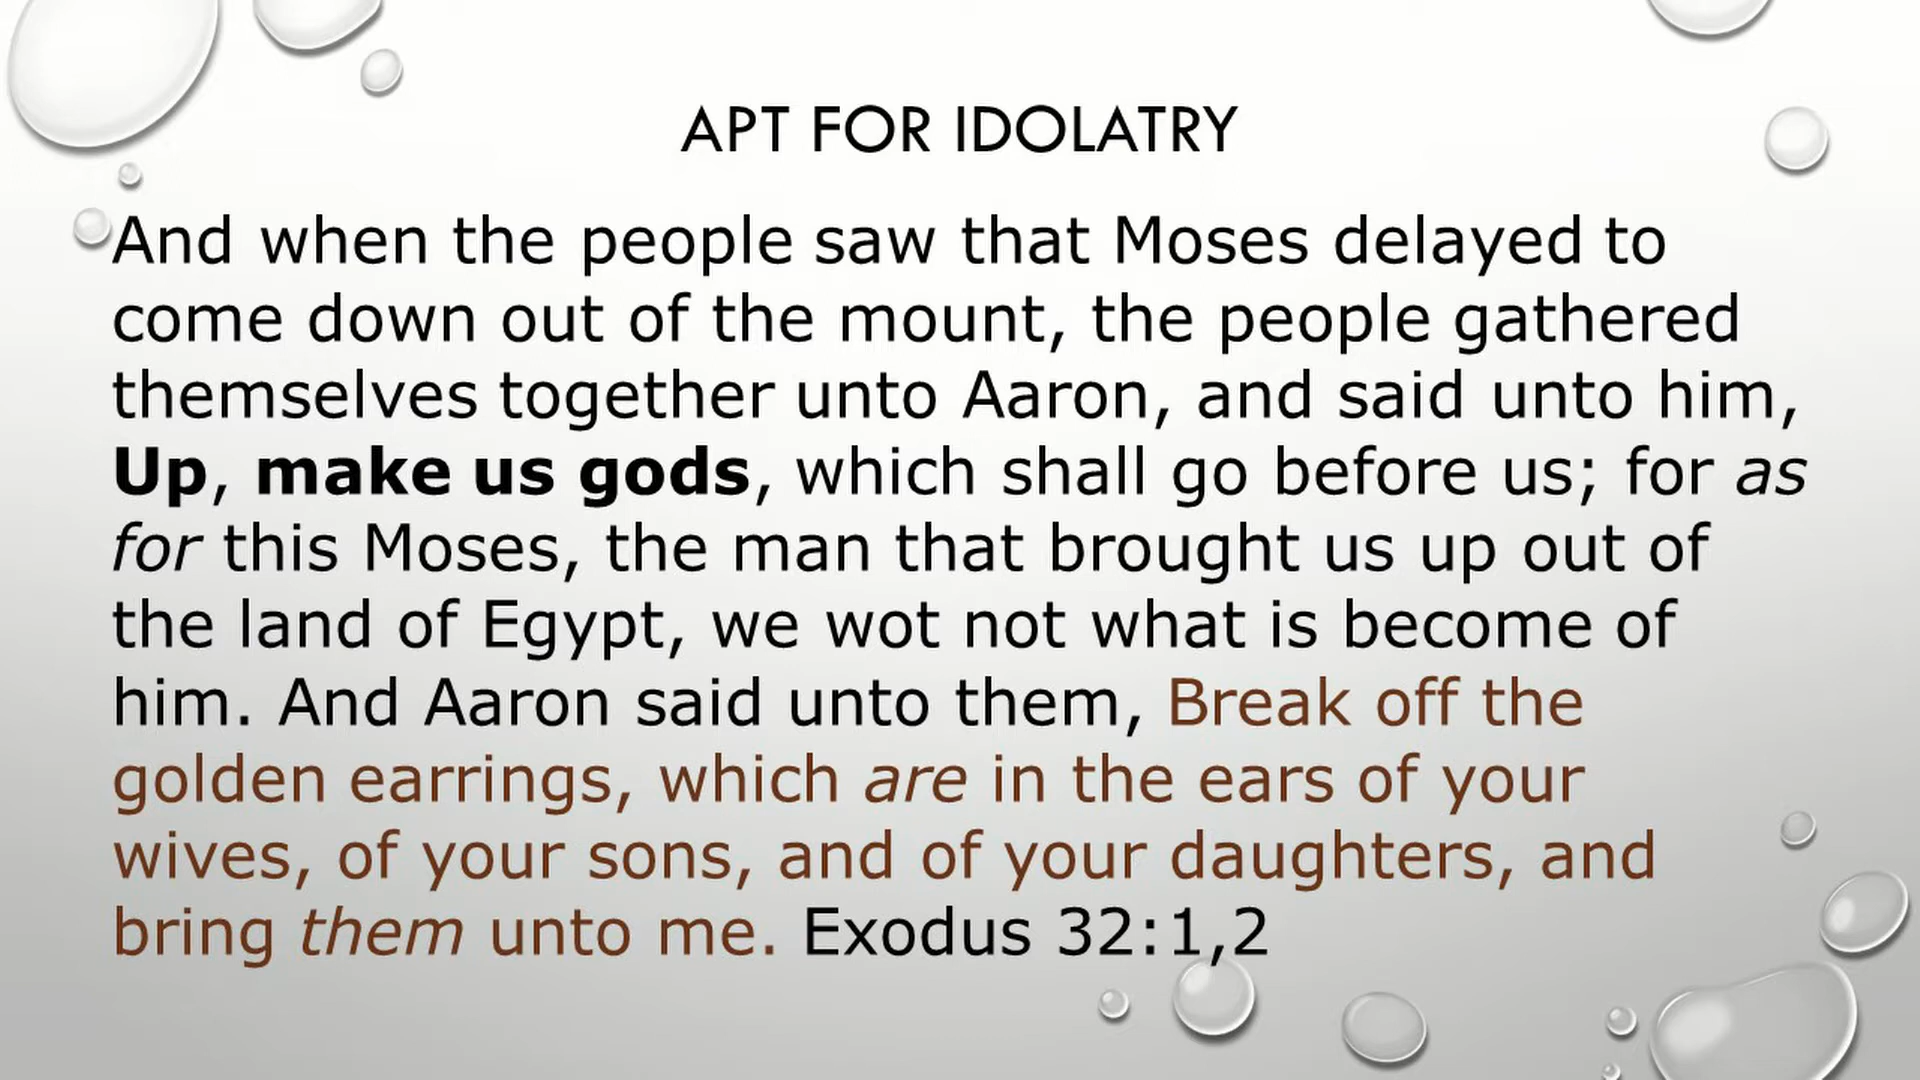 APT FOR IDOLATRY
And when the people saw that Moses delayed to
come down out of the mount, the people gathered
themselves together unto Aaron, and said unto him,
Up, make us gods, which shall go before us; for as
for this Moses, the man that brought us up out of
the land of Egypt, we wot not what is become of
him. And Aaron said unto them, Break off the
golden earrings, which are in the ears of your
wives, of your sons, and of your daughters, and
bring them unto me. Exodus 32:1,2